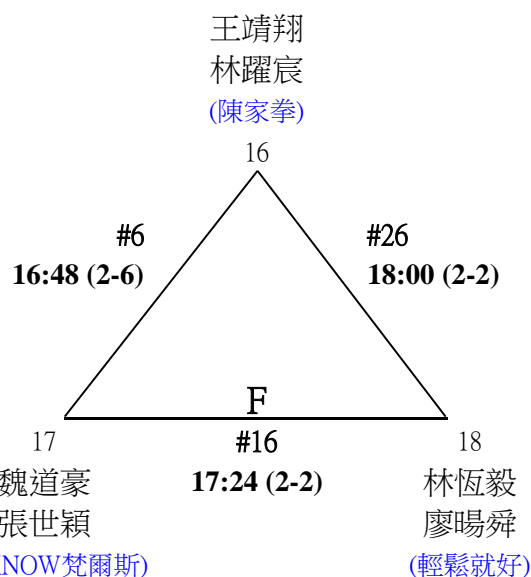 王靖翔
林躍宸
(陳家拳)
16
#6
16:48 (2-6)
#26
18:00 (2-2)
F
17
#16
18
魏道豪
17:24 (2-2)
林恆毅
張世穎
廖暘舜
NOW梵爾斯)
(輕鬆就好)